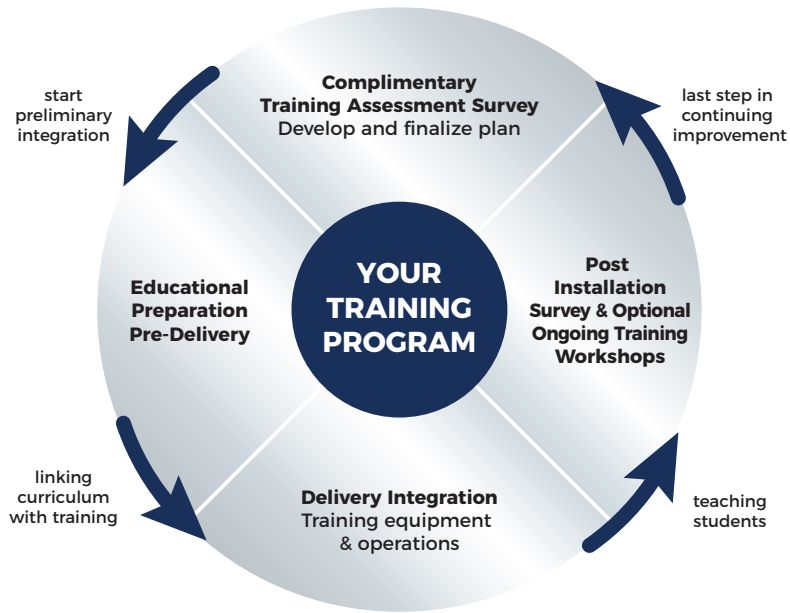 Complimentary
Training Assessment Survey
Develop and finalize plan
start
preliminary
integration
last step in
continuing
improvement
Educational
Preparation
Pre-Delivery
YOUR
TRAINING
PROGRAM
Post
Installation
Survey & Optional
Ongoing Training
Workshops
linking
curriculum
with training
Delivery Integration
Training equipment
& operations
teaching
students